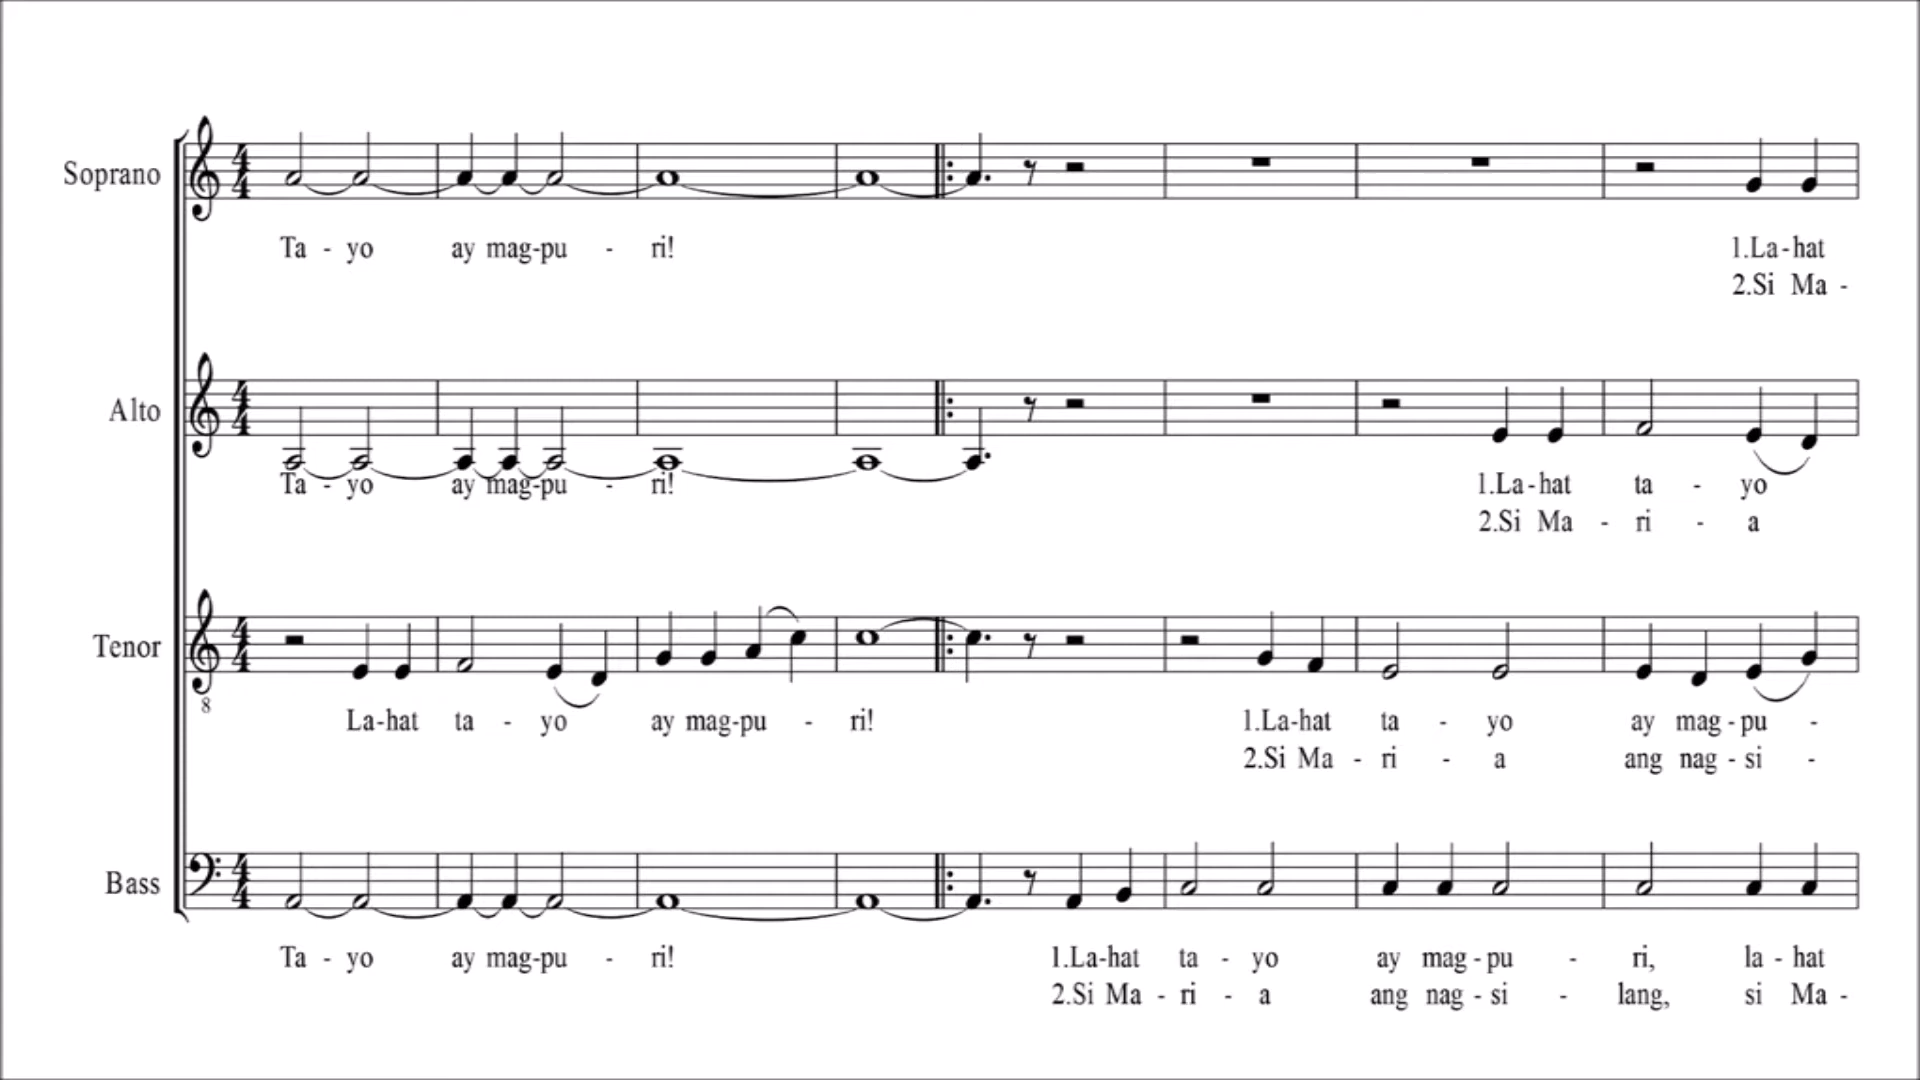 Soprano
Ta - yo ay mag-pu - ri! 1.La-hat
2.Si Ma -
Alto
Ta - yo ay mag-pu - ri! 1.La-hat ta - yo
2.Si Ma - ri - a
Tenor
8
La-hat ta - yo ay mag-pu - ri! 1.La-hat ta - yo ay mag-pu -
2.Si Ma - ri - a ang nag-si -
Bass
Ta - yo ay mag-pu - ri! 1.La-hat ta - yo ay mag-pu - ri, la-hat
2.Si Ma - ri - a ang nag-si - lang, si Ma -